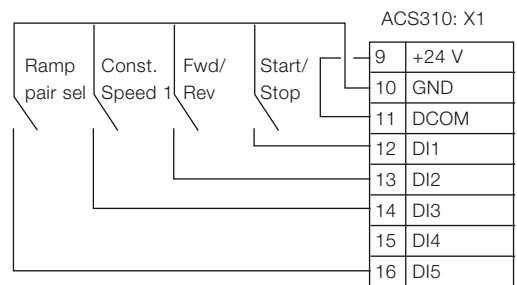 ACS310: X1
Ramp pair sel
Const. Speed 1
Fwd/ Rev
Start/ Stop
9 +24 V
10 GND
11 DCOM
12 DI1
13 DI2
14 DI3
15 DI4
16 DI5